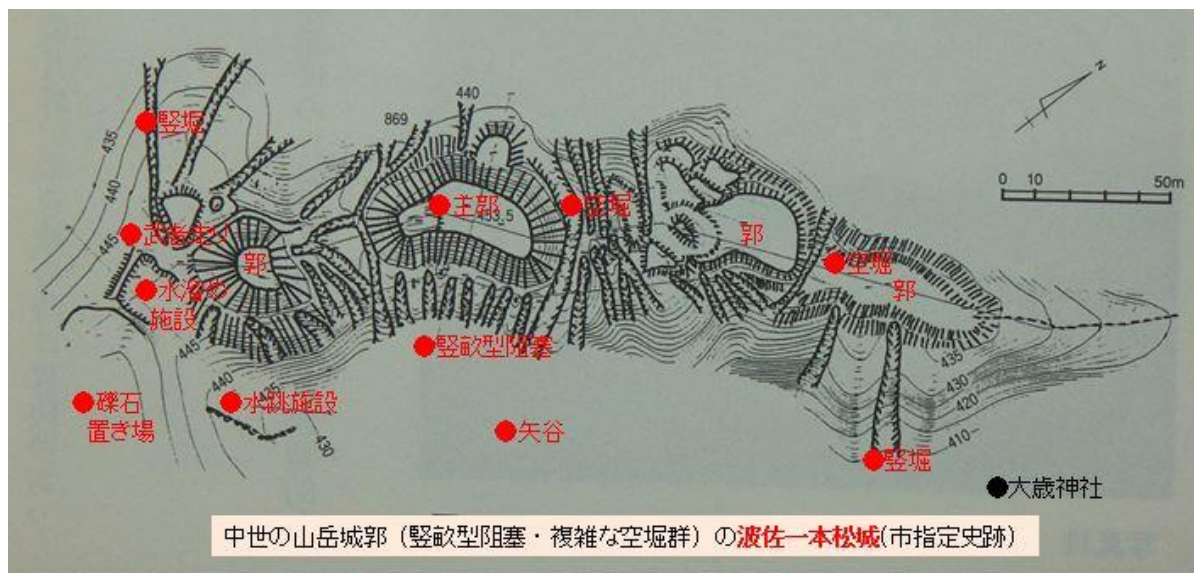 N
0 10 50m
440
869
竪堀
435
440
主郭
453.5
空堀
445
武者走り
郭
郭
空堀
郭
水溜め
施設
445
竪畝型阻塞
440
435
430
435
430
420
410
礫石
置き場
水跳施設
矢谷
竪堀
大歳神社
中世の山岳城郭（竪畝型阻塞・複雑な空堀群）の波佐一本松城(市指定史跡）